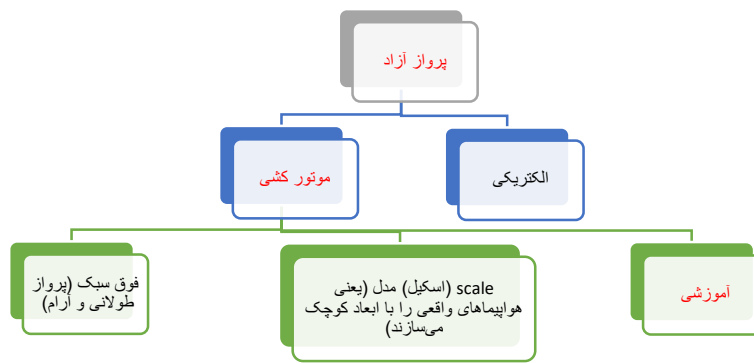 پرواز آزاد
الکتریکی
موتور کشی
آموزشی
scale (اسکیل) مدل (یعنی
هواپیماهای واقعی را با ابعاد کوچک
می‌سازند)
فوق سبک (پرواز
طولانی و آرام)